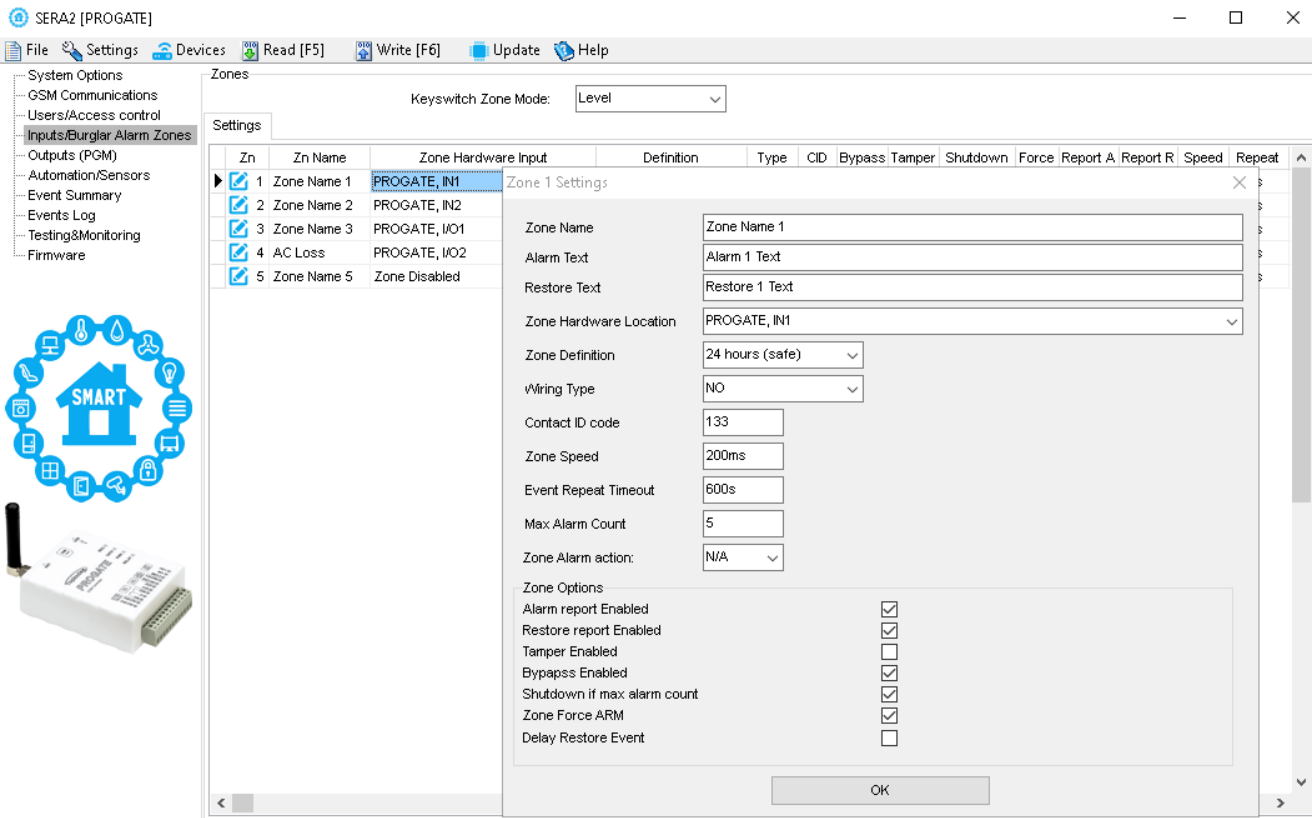 SERA2 [PROGATE]
File Settings Devices Read [F5] Write [F6] Update Help
System Options
GSM Communications
Users/Access control
Inputs/Burglar Alarm Zones
Outputs (PGM)
Automation/Sensors
Event Summary
Events Log
Testing&Monitoring
Firmware
SMART
PROGATE
Zones
Keyswitch Zone Mode: Level
Settings
Zn Zn Name Zone Hardware Input Definition Type CID Bypass Tamper Shutdown Force Report A Report R Speed Repeat
1 Zone Name 1 PROGATE, IN1
2 Zone Name 2 PROGATE, IN2
3 Zone Name 3 PROGATE, I/O1
4 AC Loss PROGATE, I/O2
5 Zone Name 5 Zone Disabled
Zone 1 Settings
Zone Name Zone Name 1
Alarm Text Alarm 1 Text
Restore Text Restore 1 Text
Zone Hardware Location PROGATE, IN1
Zone Definition 24 hours (safe)
Wiring Type NO
Contact ID code 133
Zone Speed 200ms
Event Repeat Timeout 600s
Max Alarm Count 5
Zone Alarm action: N/A
Zone Options
Alarm report Enabled
Restore report Enabled
Tamper Enabled
Bypapss Enabled
Shutdown if max alarm count
Zone Force ARM
Delay Restore Event
OK